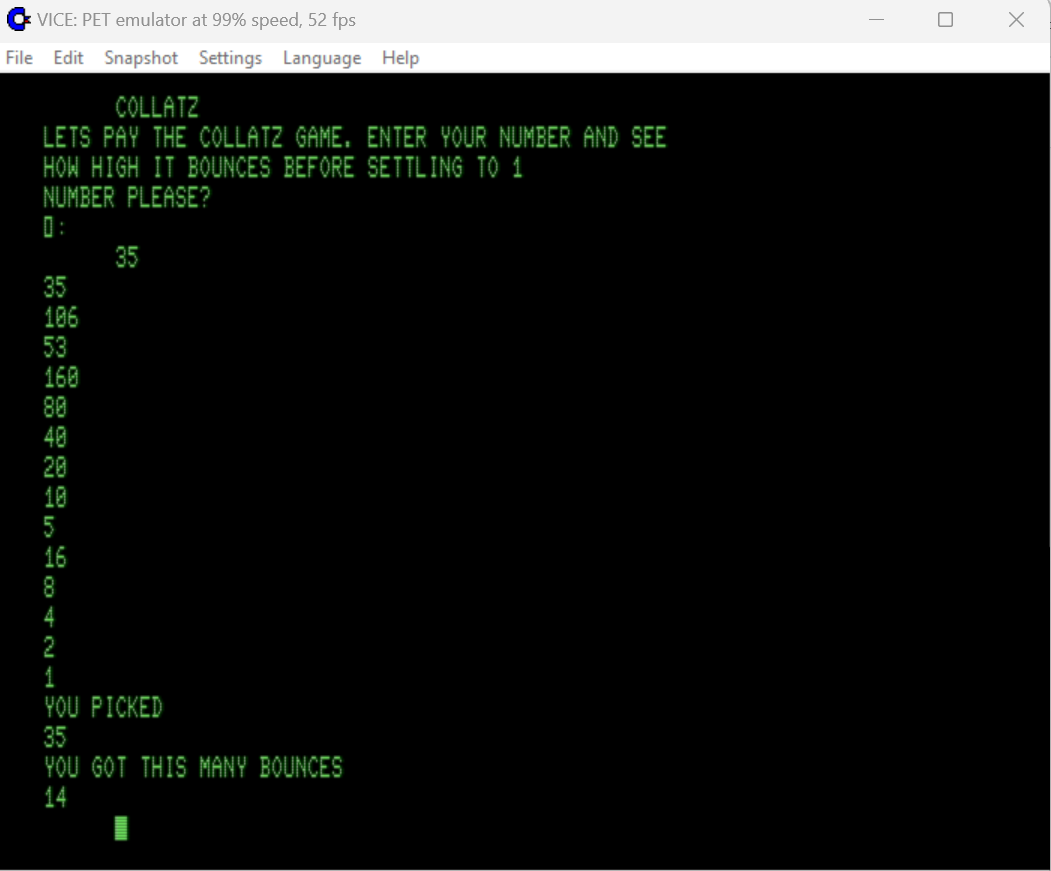 VICE: PET emulator at 99% speed, 52 fps
File Edit Snapshot Settings Language Help
COLLATZ
LETS PAY THE COLLATZ GAME. ENTER YOUR NUMBER AND SEE
HOW HIGH IT BOUNCES BEFORE SETTLING TO 1
NUMBER PLEASE?
⎕:
35
35
106
53
160
80
40
20
10
5
16
8
4
2
1
YOU PICKED
35
YOU GOT THIS MANY BOUNCES
14